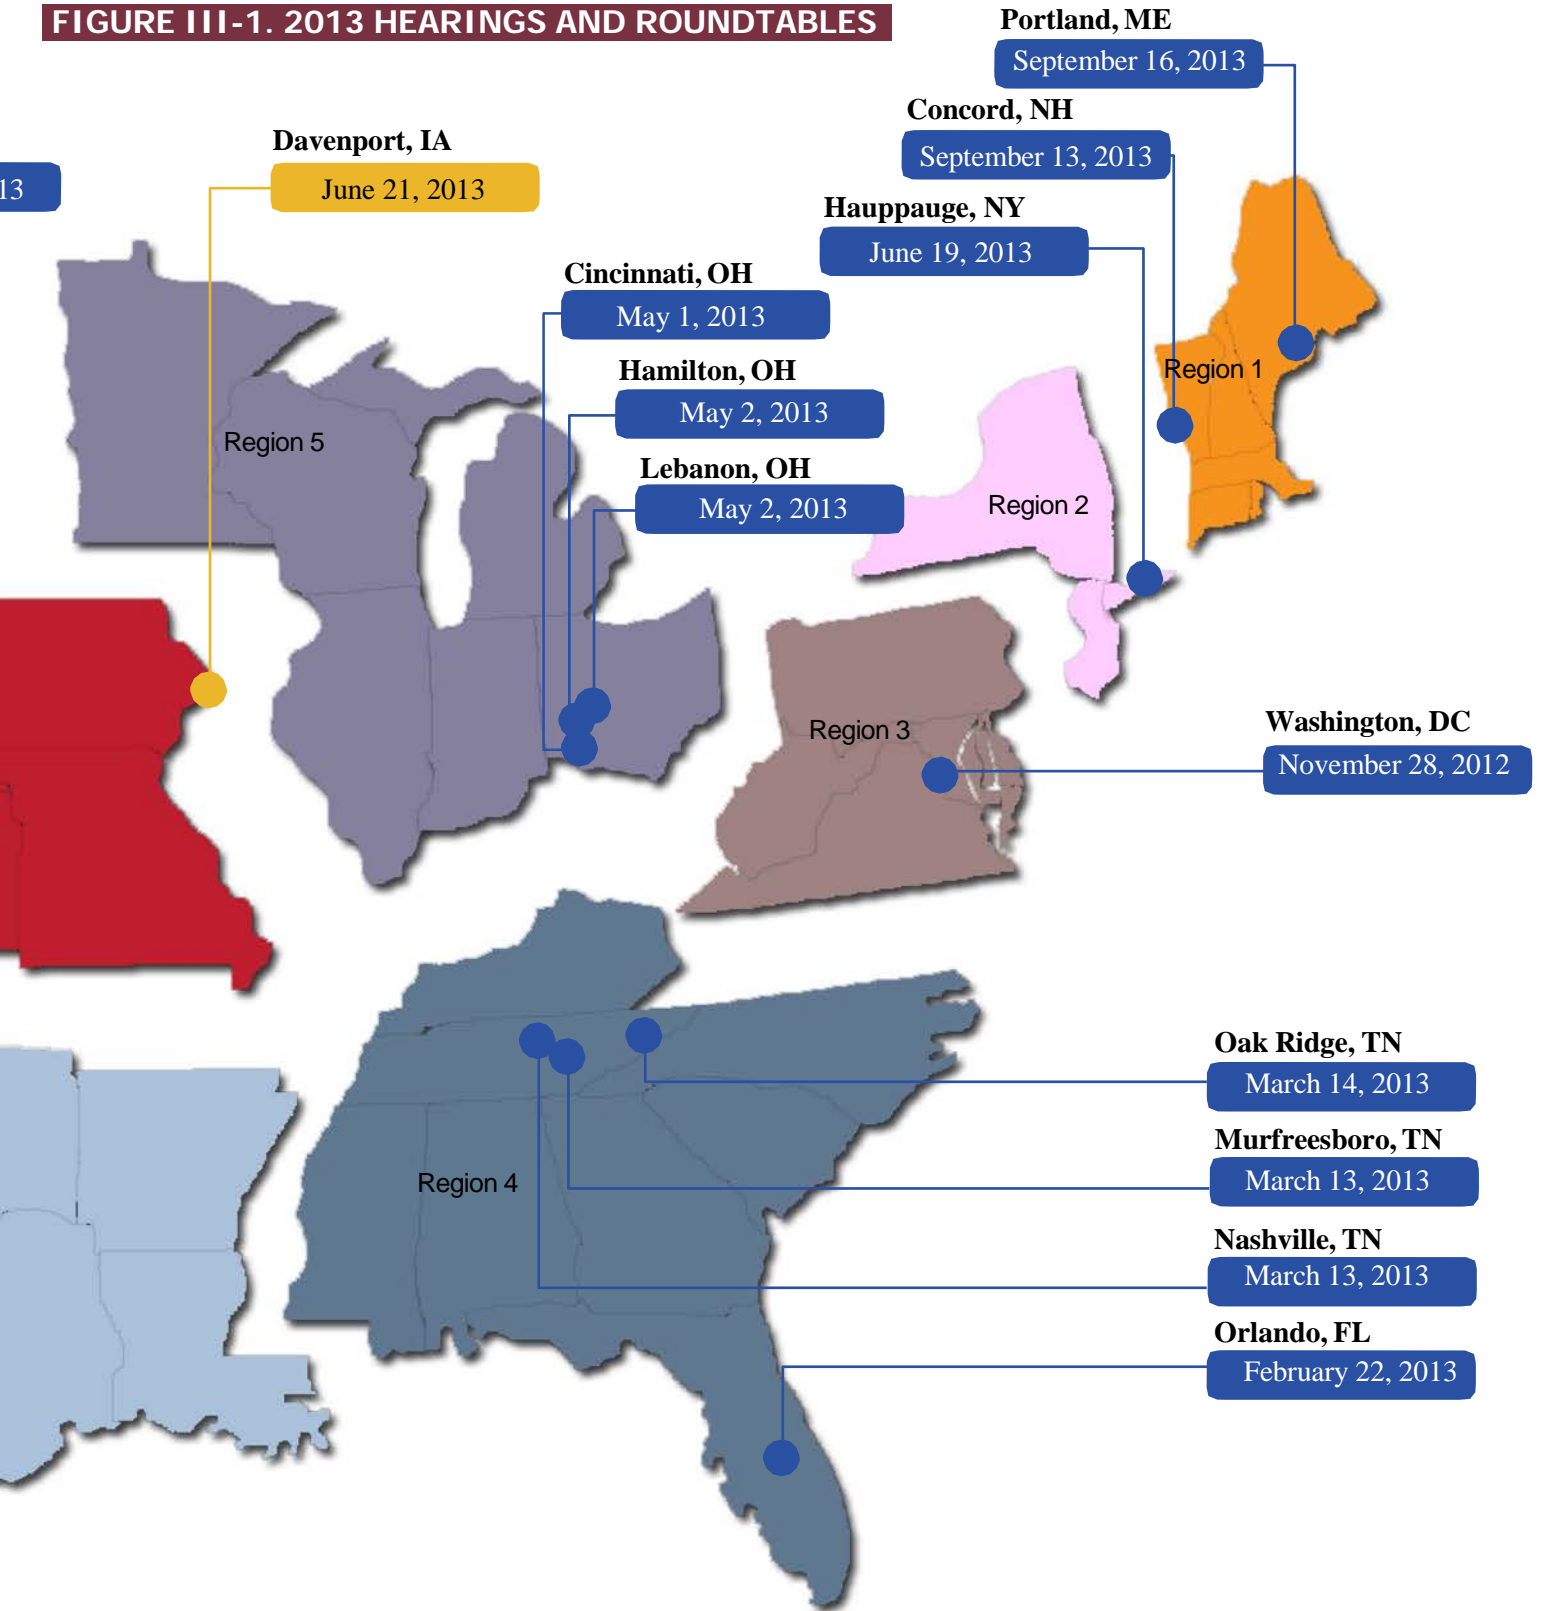 FIGURE III-1. 2013 HEARINGS AND ROUNDTABLES
Portland, ME
September 16, 2013
Concord, NH
September 13, 2013
Davenport, IA
June 21, 2013
13
Hauppauge, NY
June 19, 2013
Cincinnati, OH
May 1, 2013
Hamilton, OH
May 2, 2013
Lebanon, OH
May 2, 2013
Region 1
Region 5
Region 2
Region 3
Washington, DC
November 28, 2012
Oak Ridge, TN
March 14, 2013
Murfreesboro, TN
March 13, 2013
Region 4
Nashville, TN
March 13, 2013
Orlando, FL
February 22, 2013